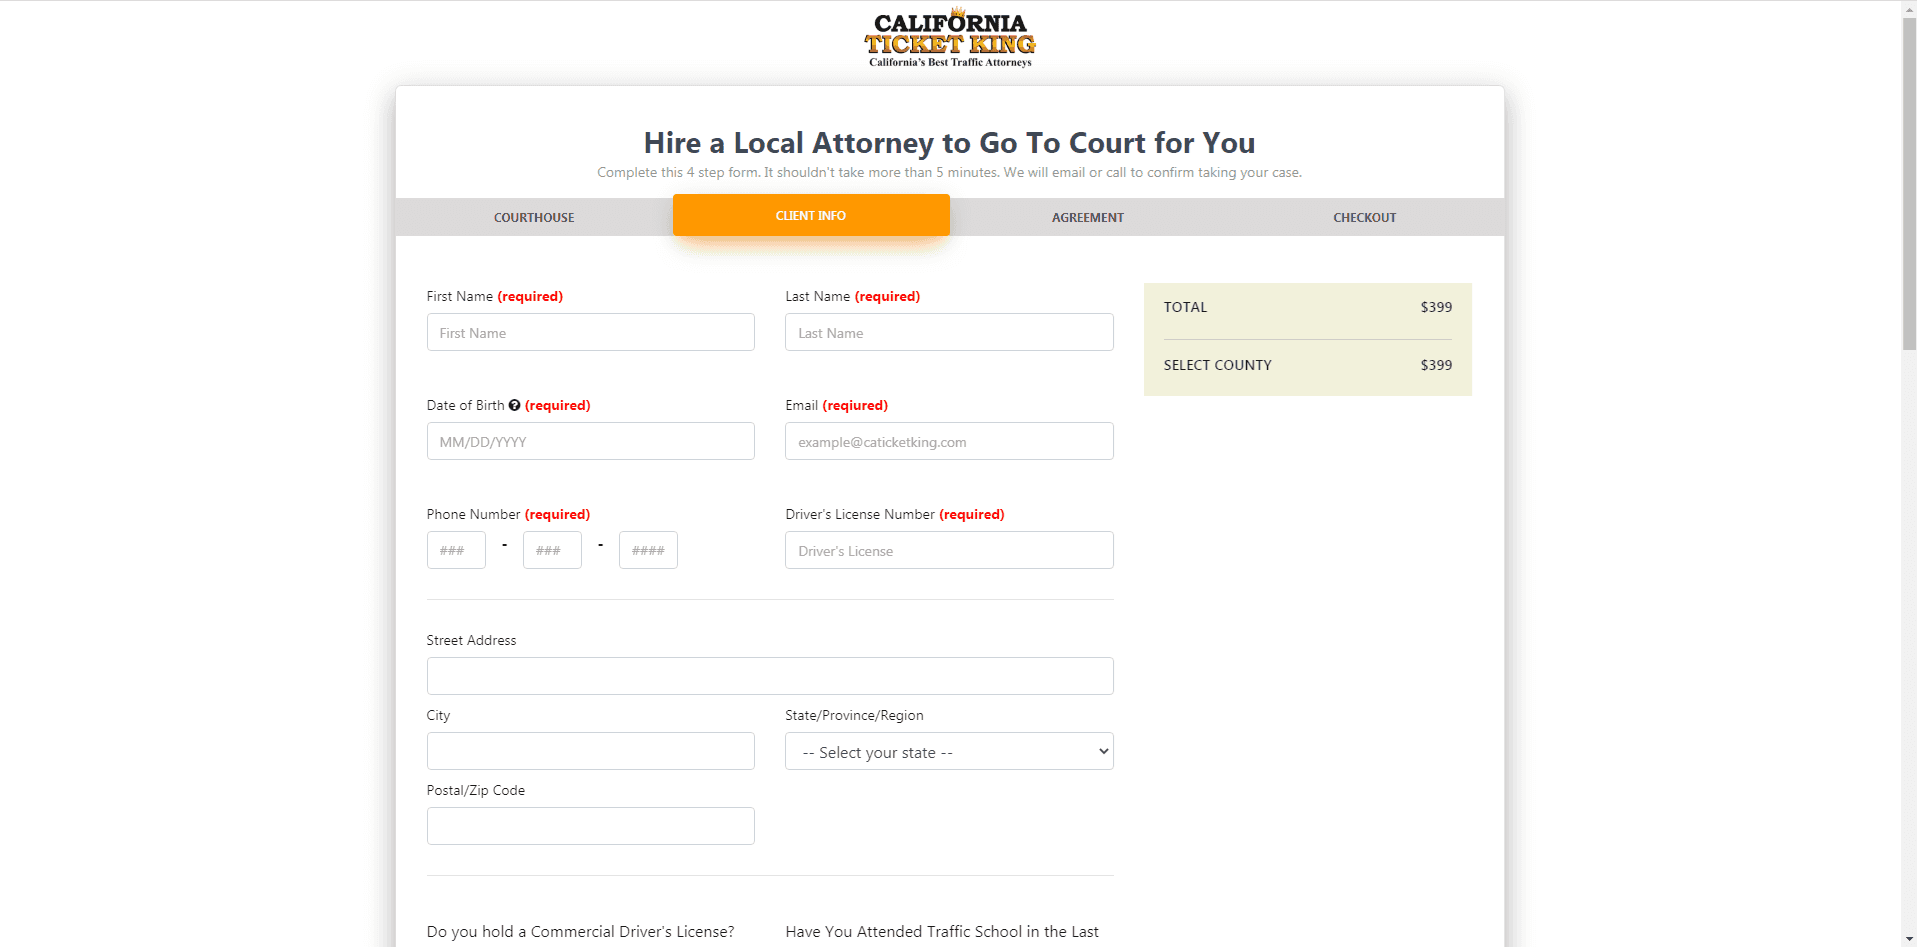 CALIFORNIA
TICKET KING
California's Best Traffic Attorneys
Hire a Local Attorney to Go To Court for You
Complete this 4 step form. It shouldn't take more than 5 minutes. We will email or call to confirm taking your case.
COURTHOUSE CLIENT INFO AGREEMENT CHECKOUT
First Name (required) Last Name (required)
First Name Last Name
TOTAL $399
SELECT COUNTY $399
Date of Birth (required) Email (reqiured)
MM/DD/YYYY example@caticketking.com
Phone Number (required) Driver's License Number (required)
### - ### - #### Driver's License
Street Address
City State/Province/Region
-- Select your state --
Postal/Zip Code
Do you hold a Commercial Driver's License? Have You Attended Traffic School in the Last